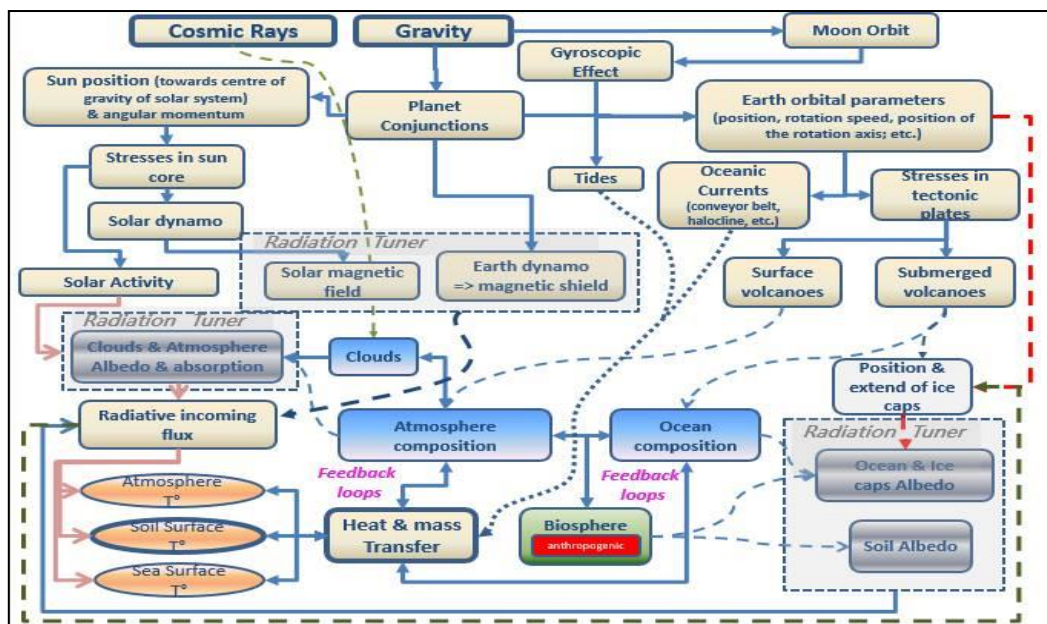 Cosmic Rays
Gravity
Moon Orbit
Gyroscopic
Effect
Sun position (towards centre of
gravity of solar system)
& angular momentum
Planet
Conjunctions
Earth orbital parameters
(position, rotation speed, position of
the rotation axis; etc.)
Stresses in sun
core
Tides
Oceanic
Currents
(conveyor belt,
halocline, etc.)
Stresses in
tectonic
plates
Solar dynamo
Radiation Tuner
Solar magnetic
field
Earth dynamo
=> magnetic shield
Surface
volcanoes
Submerged
volcanoes
Solar Activity
Radiation Tuner
Clouds & Atmosphere
Albedo & absorption
Clouds
Position &
extend of ice
caps
Radiative incoming
flux
Atmosphere
composition
Ocean
composition
Radiation Tuner
Ocean & Ice
caps Albedo
Feedback
loops
Feedback
loops
Atmosphere
T°
Soil Surface
T°
Sea Surface
T°
Heat & mass
Transfer
Biosphere
anthropogenic
Soil Albedo